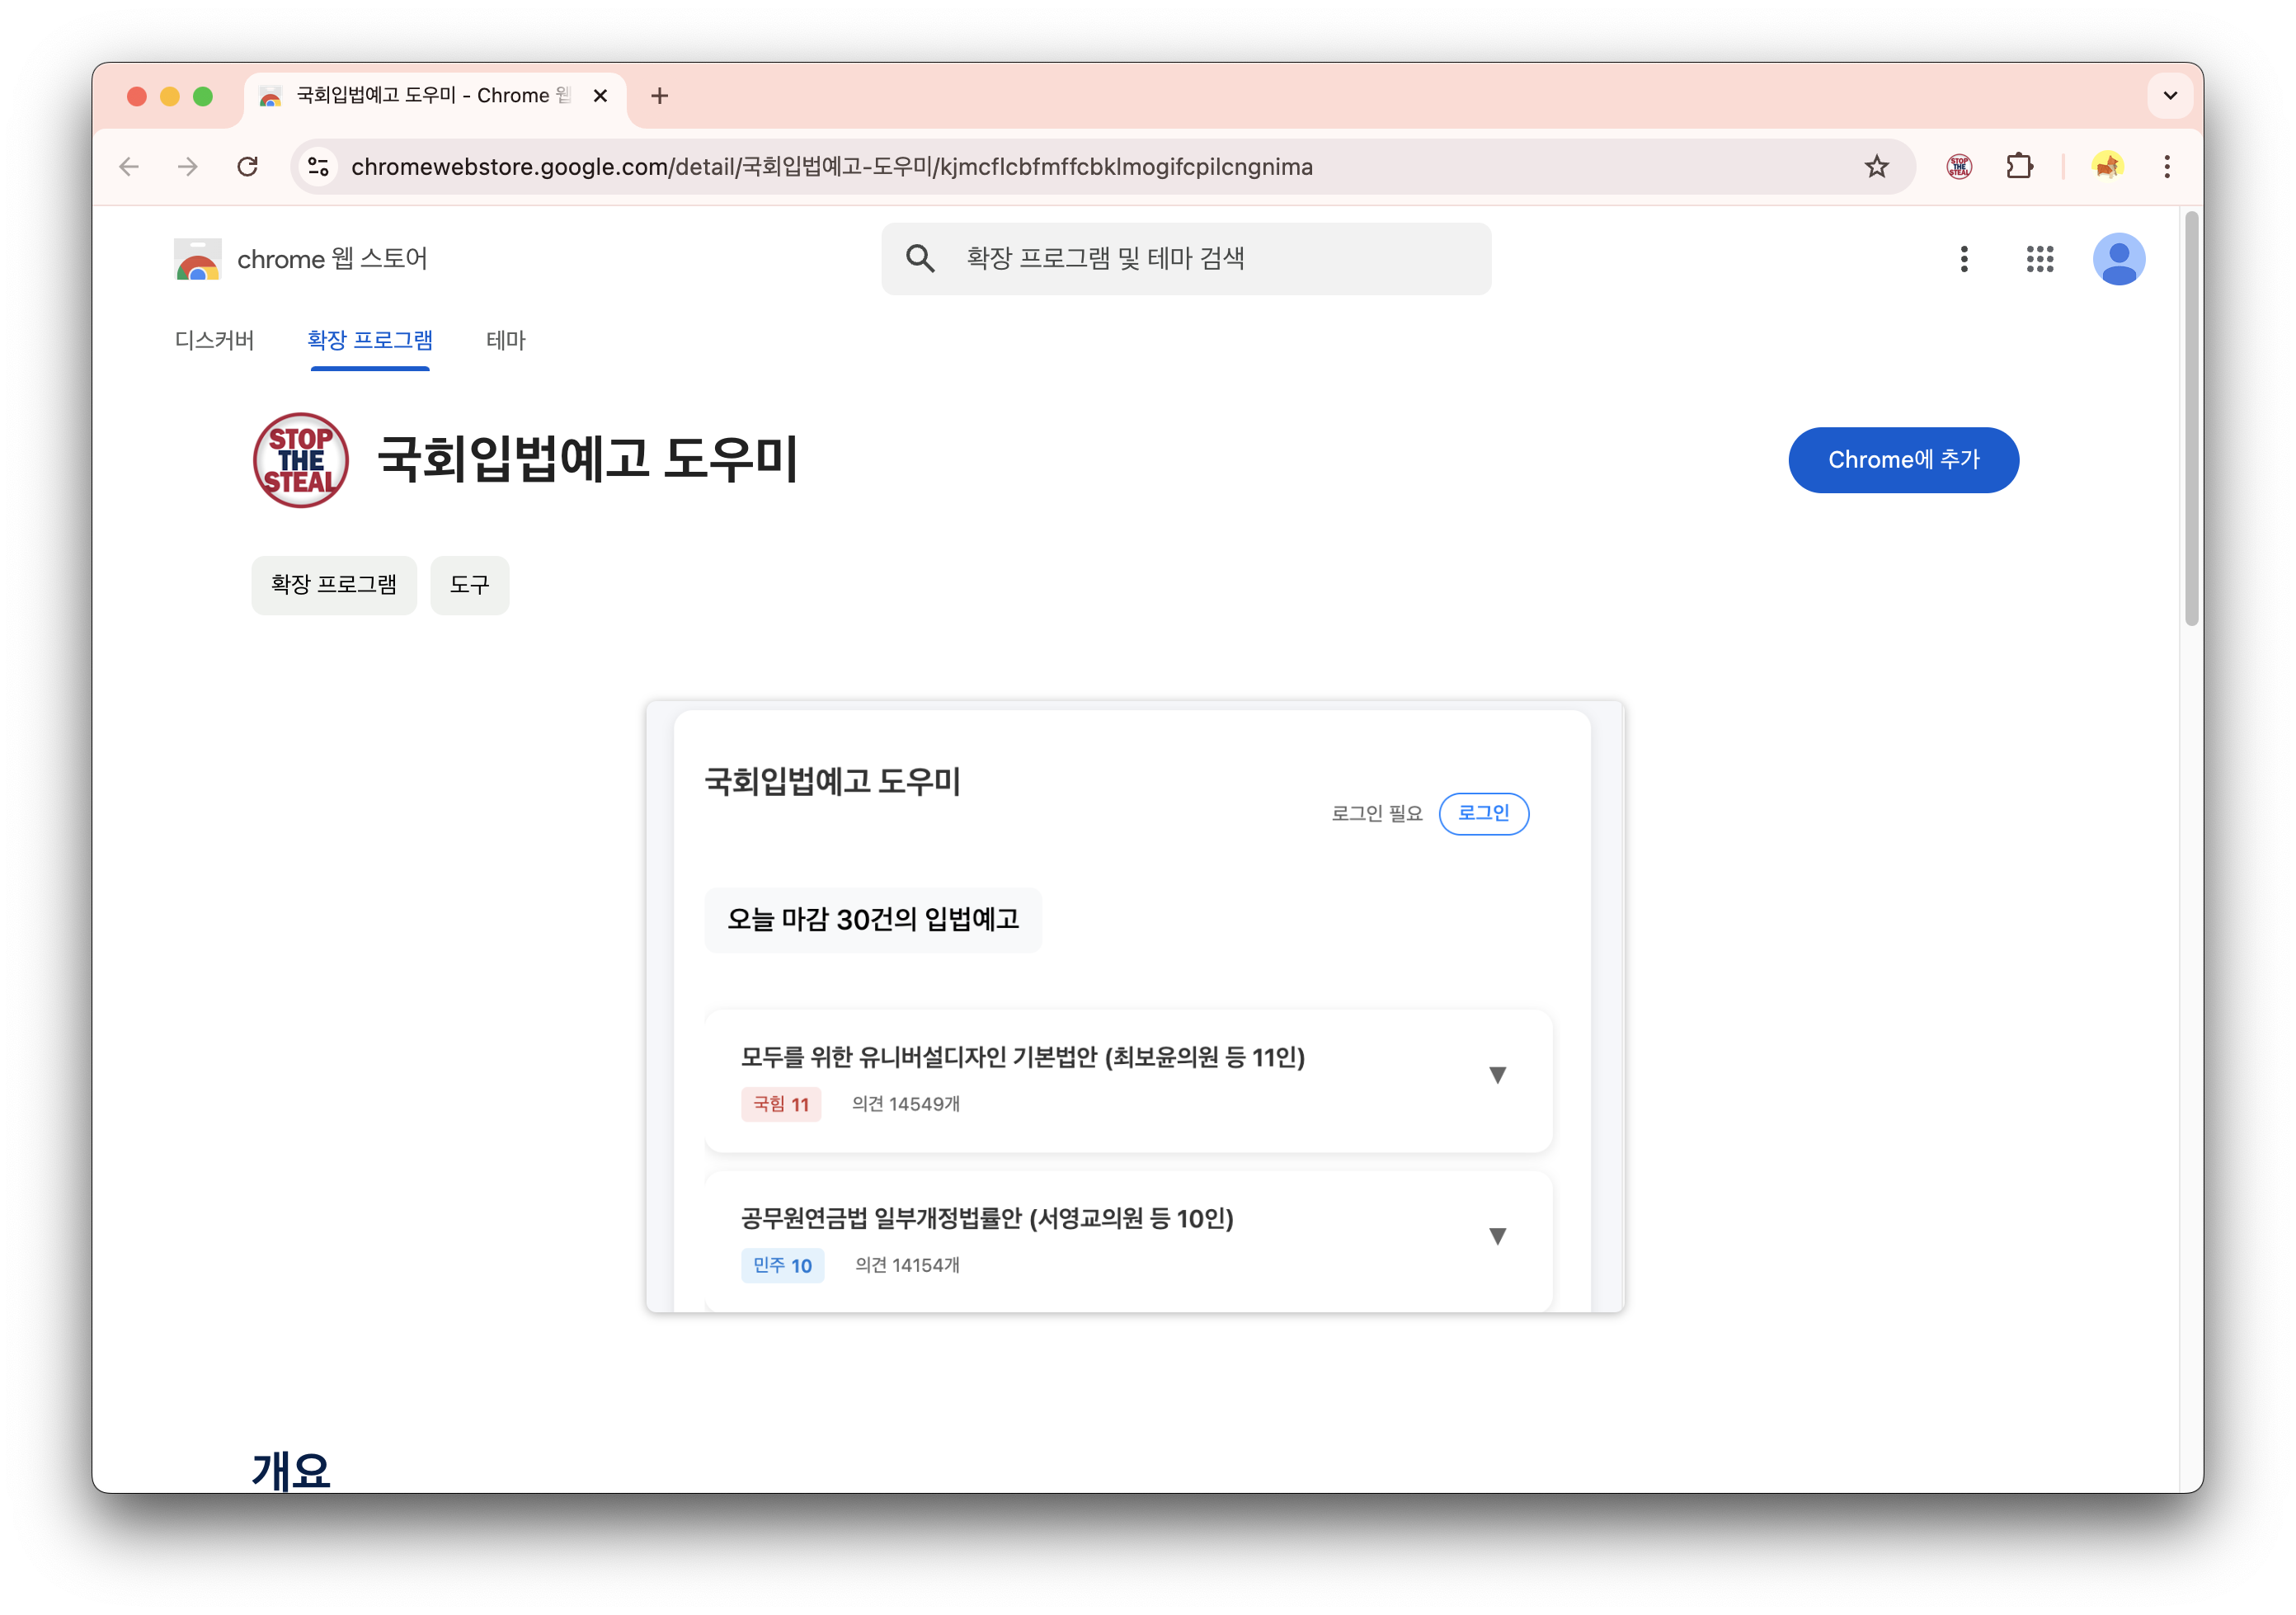 국회입법예고 도우미 - Chrome 웹
chromewebstore.google.com/detail/국회입법예고-도우미/kjmcflcbfmffcbklmogifcpilcngnima
STOP THE STEAL
chrome 웹 스토어
확장 프로그램 및 테마 검색
디스커버
확장 프로그램
테마
STOP
THE
STEAL
국회입법예고 도우미
Chrome에 추가
확장 프로그램
도구
국회입법예고 도우미
로그인 필요
로그인
오늘 마감 30건의 입법예고
모두를 위한 유니버설디자인 기본법안 (최보윤의원 등 11인)
국힘 11
의견 14549개
공무원연금법 일부개정법률안 (서영교의원 등 10인)
민주 10
의견 14154개
개요